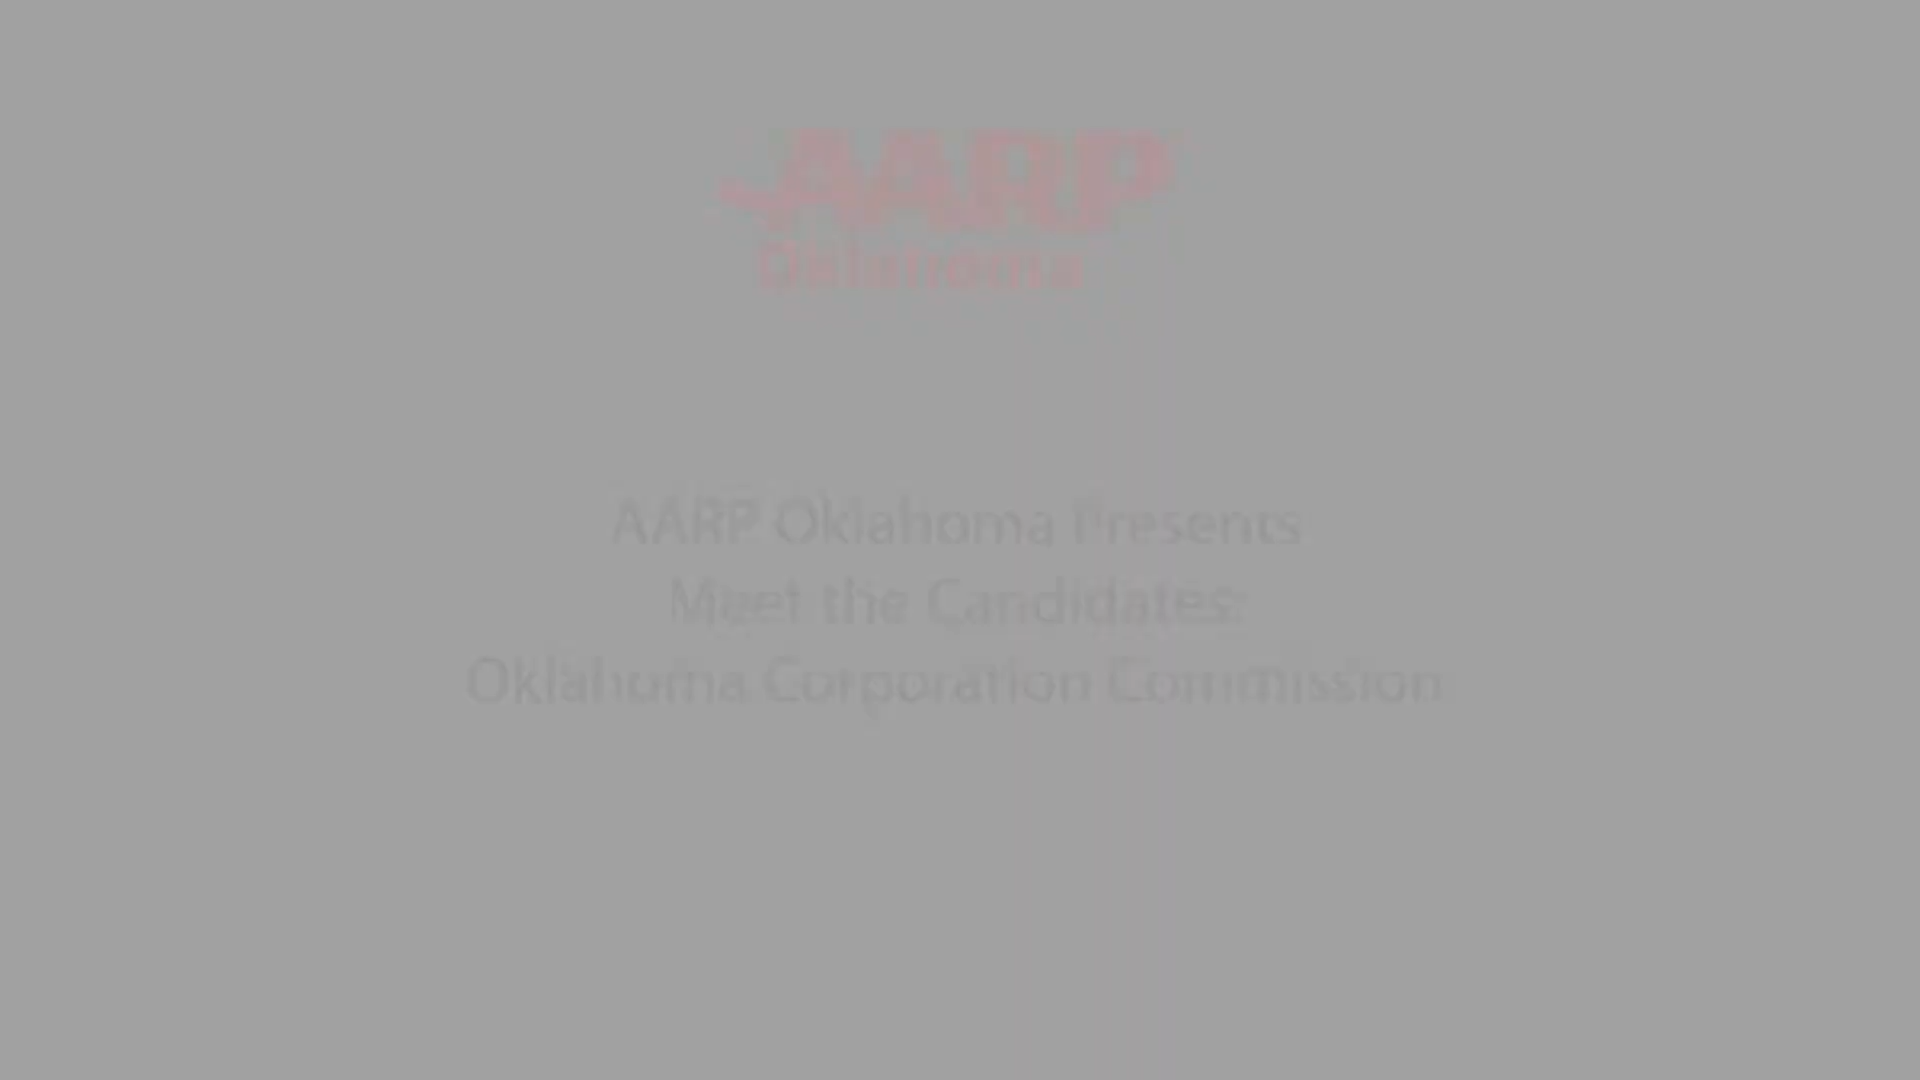 AARP
Oklahoma
AARP Oklahoma Presents
Meet the Candidates:
Oklahoma Corporation Commission